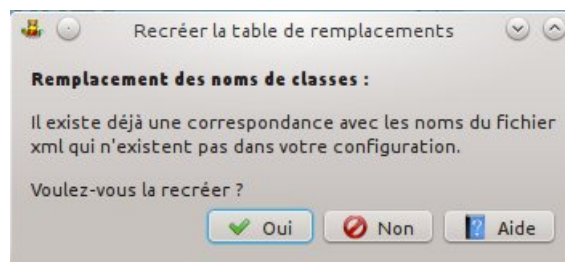 Recréer la table de remplacements
Remplacement des noms de classes :
Il existe déjà une correspondance avec les noms du fichier
xml qui n'existent pas dans votre configuration.
Voulez-vous la recréer ?
Oui Non Aide